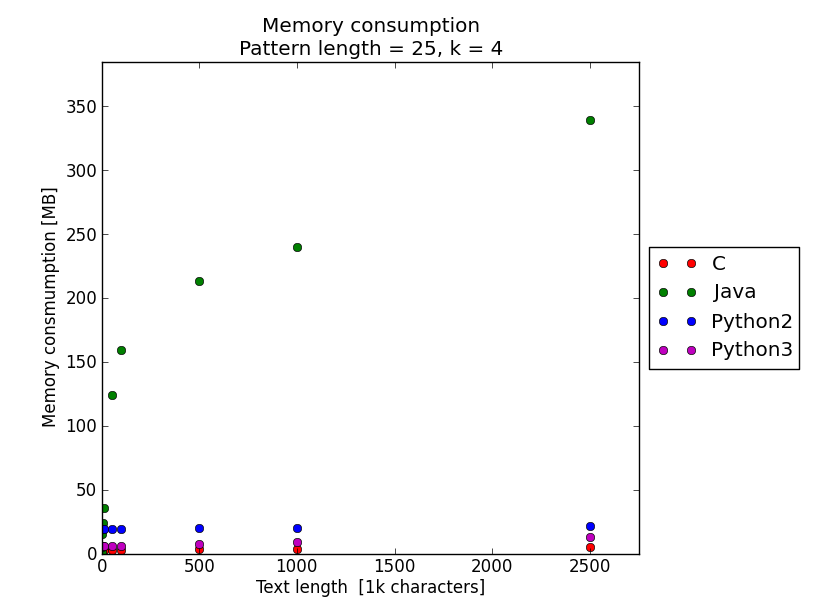 Memory consumption
Pattern length = 25, k = 4
Memory consmumption [MB]
350
300
250
200
150
100
50
0
0 500 1000 1500 2000 2500
Text length [1k characters]
C
Java
Python2
Python3